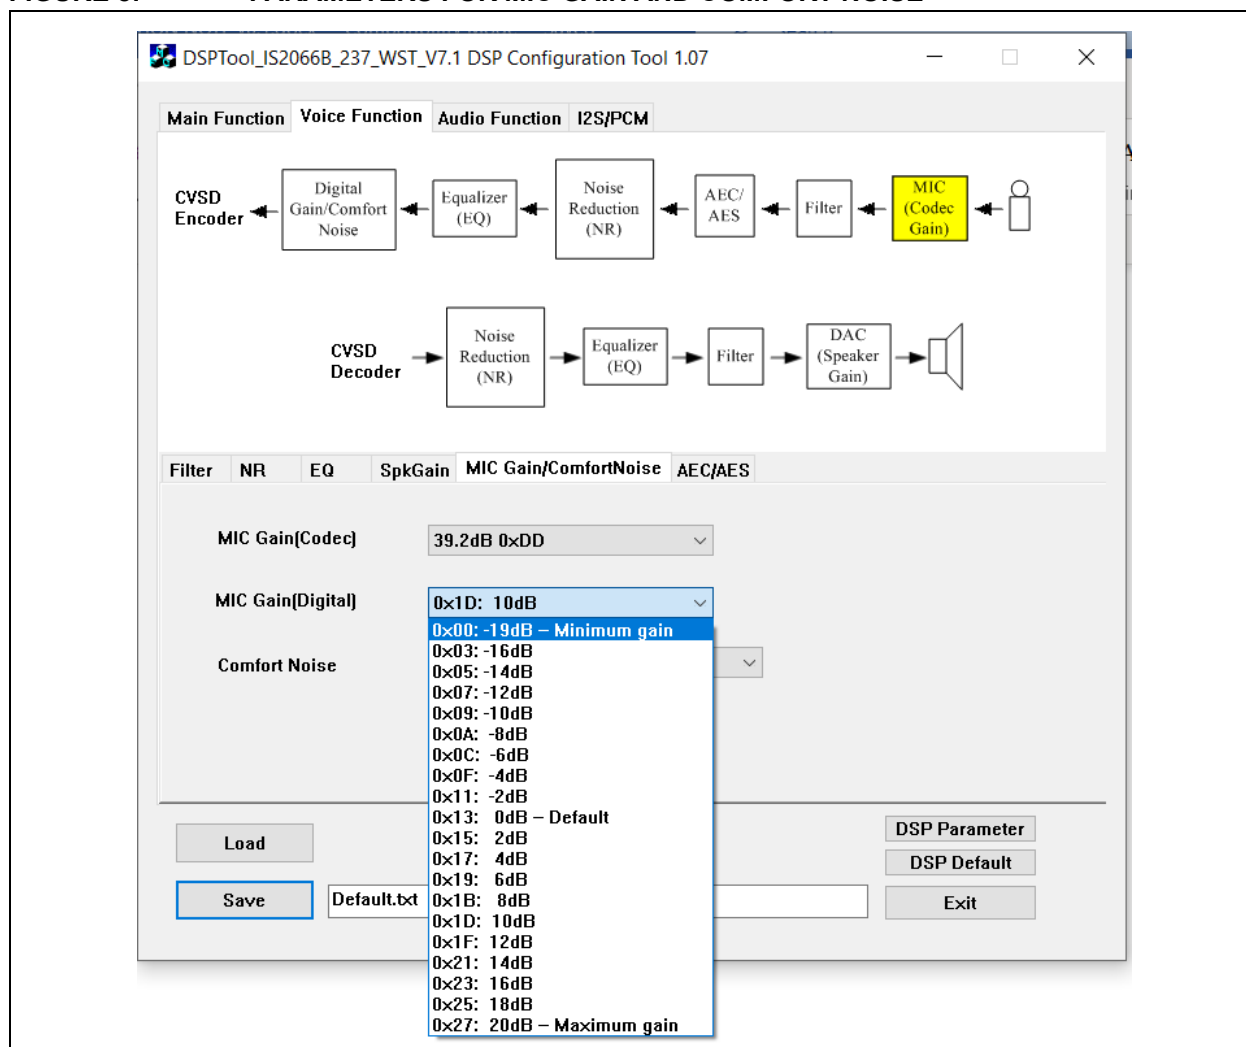 DSPTool_IS2066B_237_WST_V7.1 DSP Configuration Tool 1.07
Main Function Voice Function Audio Function I2S/PCM
CVSD
Encoder
Digital
Gain/Comfort
Noise
Equalizer
(EQ)
Noise
Reduction
(NR)
AEC/
AES
Filter
MIC
(Codec
Gain)
CVSD
Decoder
Noise
Reduction
(NR)
Equalizer
(EQ)
Filter
DAC
(Speaker
Gain)
Filter NR EQ SpkGain MIC Gain/ComfortNoise AEC/AES
MIC Gain(Codec) 39.2dB 0xDD
MIC Gain(Digital) 0x1D: 10dB
Comfort Noise
0x00: -19dB – Minimum gain
0x03: -16dB
0x05: -14dB
0x07: -12dB
0x09: -10dB
0x0A: -8dB
0x0C: -6dB
0x0F: -4dB
0x11: -2dB
0x13: 0dB – Default
0x15: 2dB
0x17: 4dB
0x19: 6dB
0x1B: 8dB
0x1D: 10dB
0x1F: 12dB
0x21: 14dB
0x23: 16dB
0x25: 18dB
0x27: 20dB – Maximum gain
Load
Save Default.txt
DSP Parameter
DSP Default
Exit